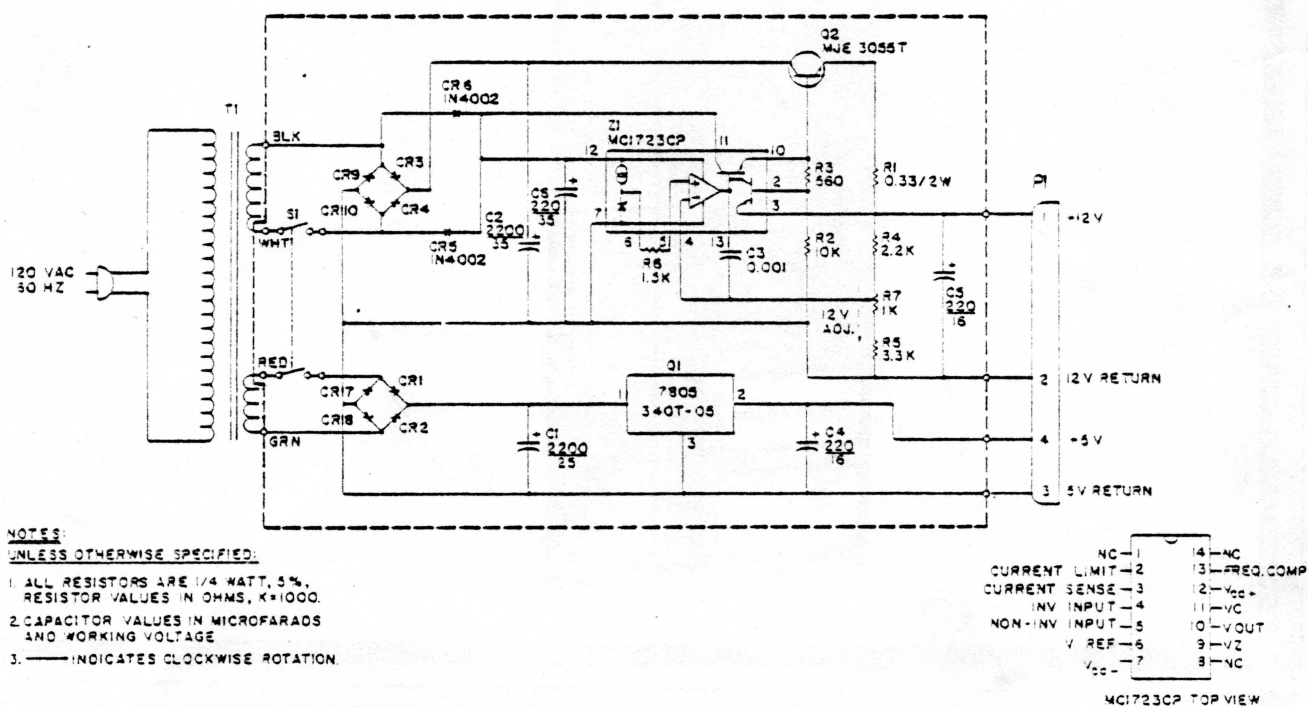 Q2
MJE 3055T
CR6
1N4002
T1
BLK
Z1
MC1723CP
11
12
10
CR9
CR3
CR110
CR4
S1
WHT
CR5
1N4002
C2
2200
35
C6
220
35
7
6
5
4
13
2
3
R6
1.5K
C3
0.001
R3
560
R1
0.33/2W
R2
10K
R4
2.2K
R7
1K
12V
ADJ.
R5
3.3K
C5
220
16
P1
1
+12V
120 VAC
60 HZ
RED
CR17
CR1
CR18
CR2
GRN
Q1
1
7805
340T-05
2
3
C1
2200
25
C4
220
16
2
12V RETURN
4
+5V
3
5V RETURN
NOTES:
UNLESS OTHERWISE SPECIFIED:
1. ALL RESISTORS ARE 1/4 WATT, 5%,
RESISTOR VALUES IN OHMS, K=1000.
2. CAPACITOR VALUES IN MICROFARADS
AND WORKING VOLTAGE
3. INDICATES CLOCKWISE ROTATION.
NC 1 14 NC
CURRENT LIMIT 2 13 FREQ.COMP
CURRENT SENSE 3 12 VCC+
INV INPUT 4 11 VC
NON-INV INPUT 5 10 VOUT
V REF 6 9 VZ
VCC- 7 8 NC
MC1723CP TOP VIEW